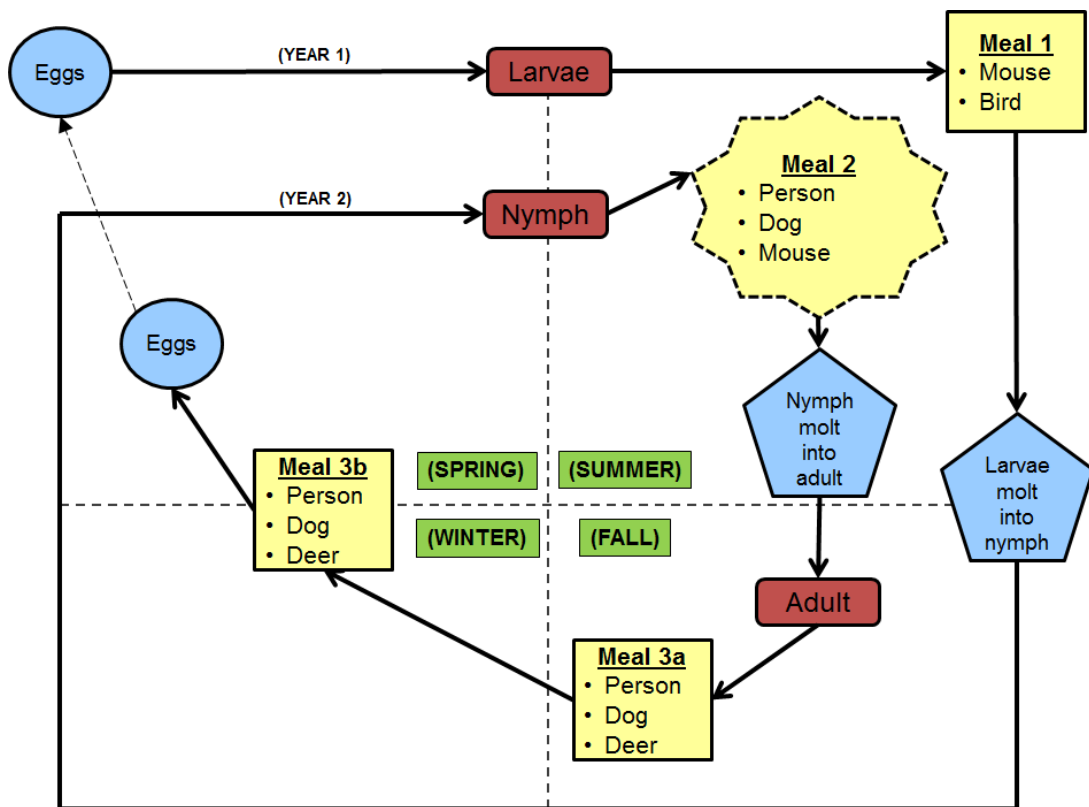 Eggs
(YEAR 1)
Larvae
Meal 1
• Mouse
• Bird
(YEAR 2)
Nymph
Meal 2
• Person
• Dog
• Mouse
Eggs
Nymph
molt
into
adult
Larvae
molt
into
nymph
Meal 3b
• Person
• Dog
• Deer
(SPRING)
(SUMMER)
(WINTER)
(FALL)
Adult
Meal 3a
• Person
• Dog
• Deer